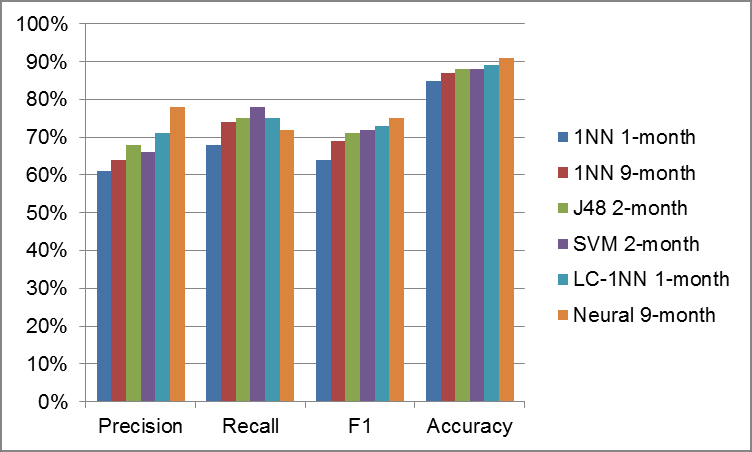 100%
90%
80%
70%
60%
50%
40%
30%
20%
10%
0%
Precision Recall F1 Accuracy
1NN 1-month
1NN 9-month
J48 2-month
SVM 2-month
LC-1NN 1-month
Neural 9-month